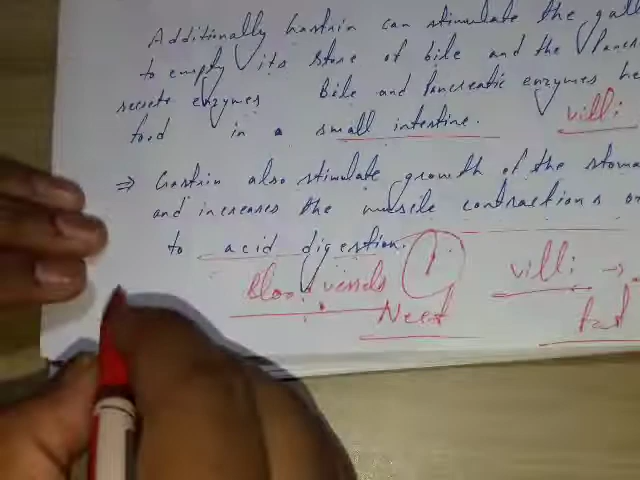 Additionally Gastrin can stimulate the gall
to empty its store of bile and the Pancr
secrete enzymes Bile and Pancreatic enzymes he
food in a small intestine. villi
⇒ Gastrin also stimulate growth of the stoma
and increases the muscle contractions o
to acid digestion.
Blood vessels villi →
Need fat